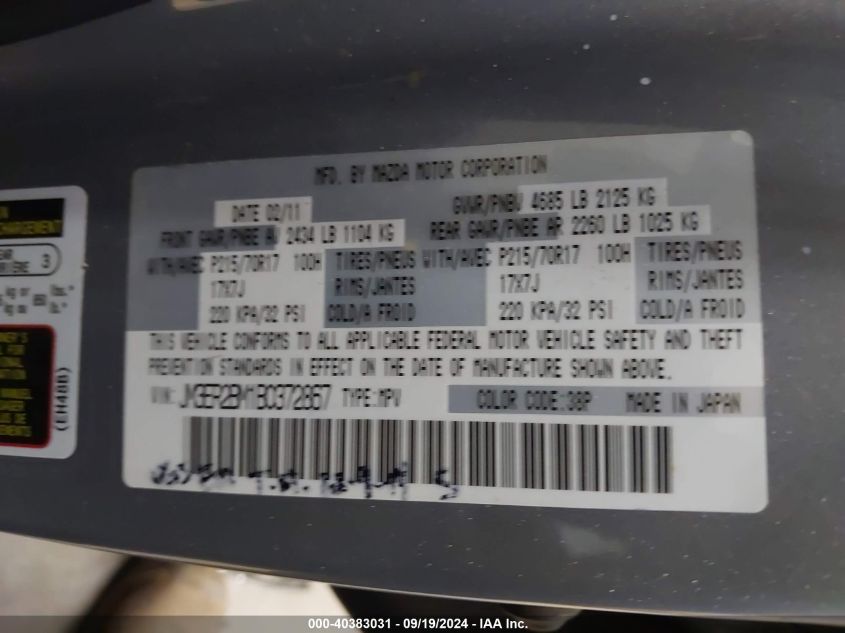 MFD. BY MAZDA MOTOR CORPORATION
DATE 02/11 GVWR/PNBV 4685 LB 2125 KG
FRONT GAWR/PNBE AV 2434 LB 1104 KG REAR GAWR/PNBE AR 2260 LB 1025 KG
WITH/AVEC P215/70R17 100H TIRES/PNEUS WITH/AVEC P215/70R17 100H TIRES/PNEUS
17X7J RIMS/JANTES 17X7J RIMS/JANTES
220 KPA/32 PSI COLD/A FROID 220 KPA/32 PSI COLD/A FROID
THIS VEHICLE CONFORMS TO ALL APPLICABLE FEDERAL MOTOR VEHICLE SAFETY AND THEFT
PREVENTION STANDARDS IN EFFECT ON THE DATE OF MANUFACTURE SHOWN ABOVE.
VIN: JM3ER2BM1B0372867 TYPE:MPV COLOR CODE:38P MADE IN JAPAN
3
kg or lbs.
(EH48B)
000-40383031 - 09/19/2024 - IAA Inc.